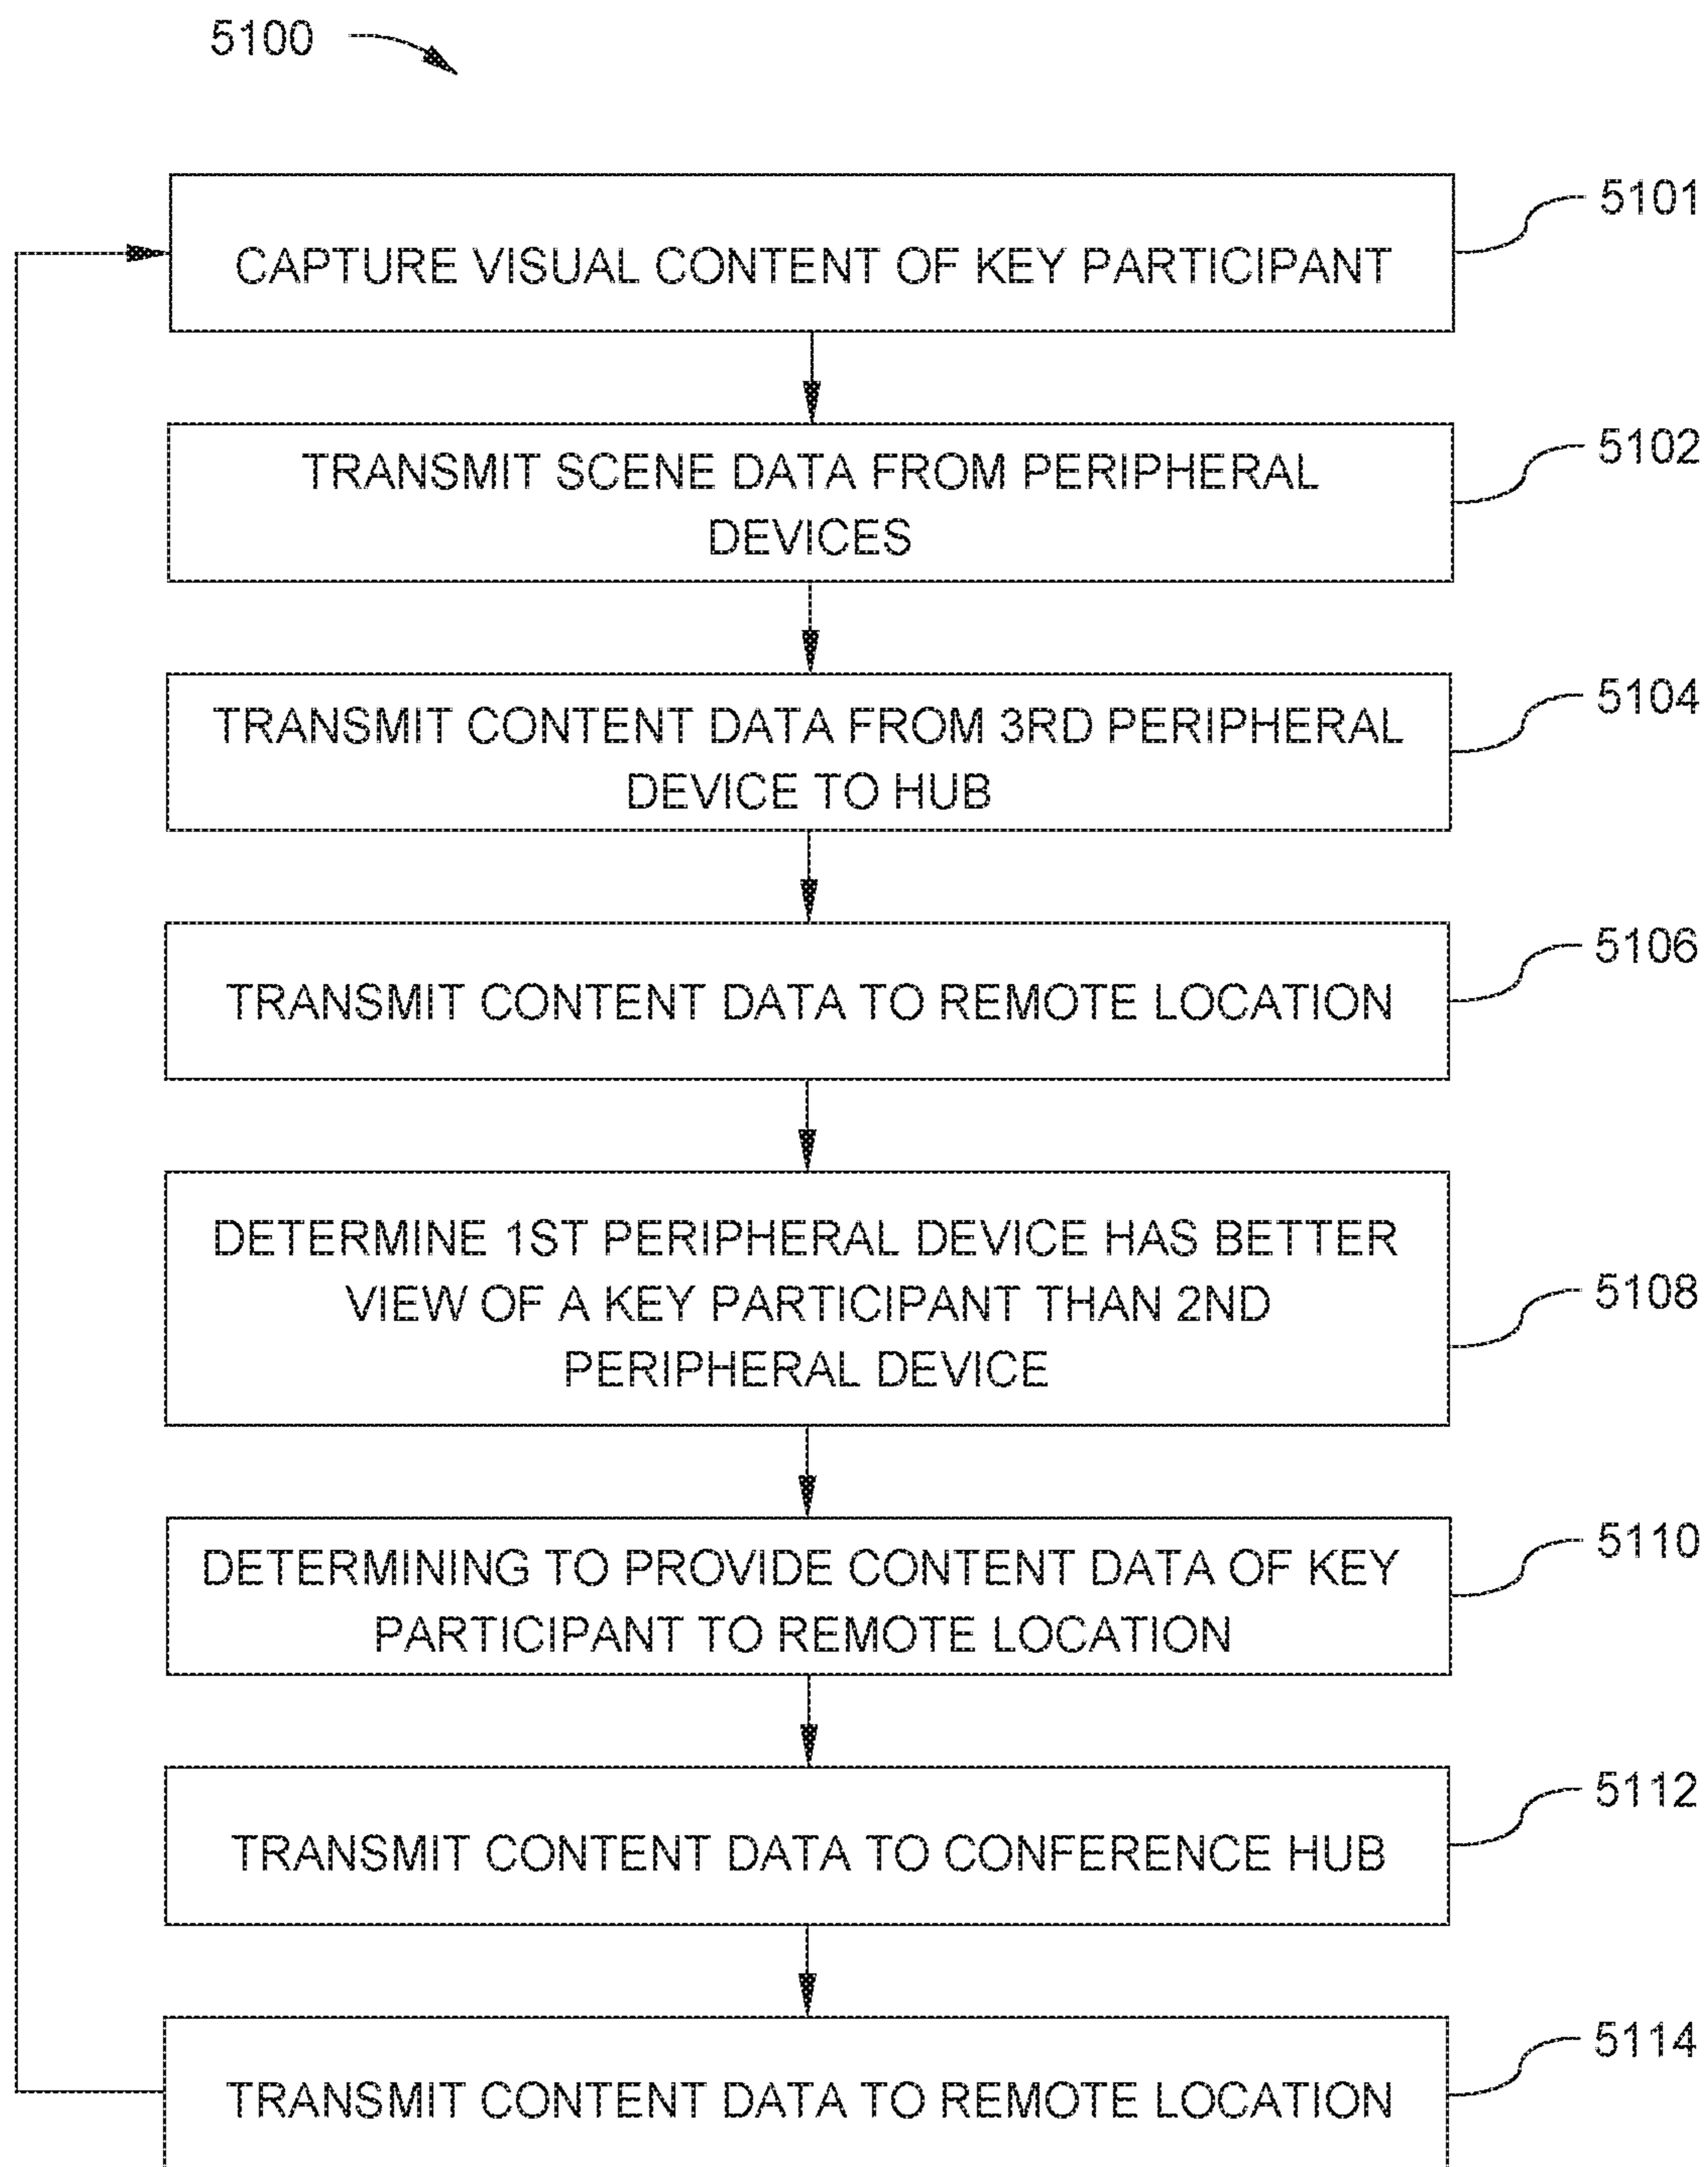 5100
5101
CAPTURE VISUAL CONTENT OF KEY PARTICIPANT
5102
TRANSMIT SCENE DATA FROM PERIPHERAL
DEVICES
5104
TRANSMIT CONTENT DATA FROM 3RD PERIPHERAL
DEVICE TO HUB
5106
TRANSMIT CONTENT DATA TO REMOTE LOCATION
5108
DETERMINE 1ST PERIPHERAL DEVICE HAS BETTER
VIEW OF A KEY PARTICIPANT THAN 2ND
PERIPHERAL DEVICE
5110
DETERMINING TO PROVIDE CONTENT DATA OF KEY
PARTICIPANT TO REMOTE LOCATION
5112
TRANSMIT CONTENT DATA TO CONFERENCE HUB
5114
TRANSMIT CONTENT DATA TO REMOTE LOCATION